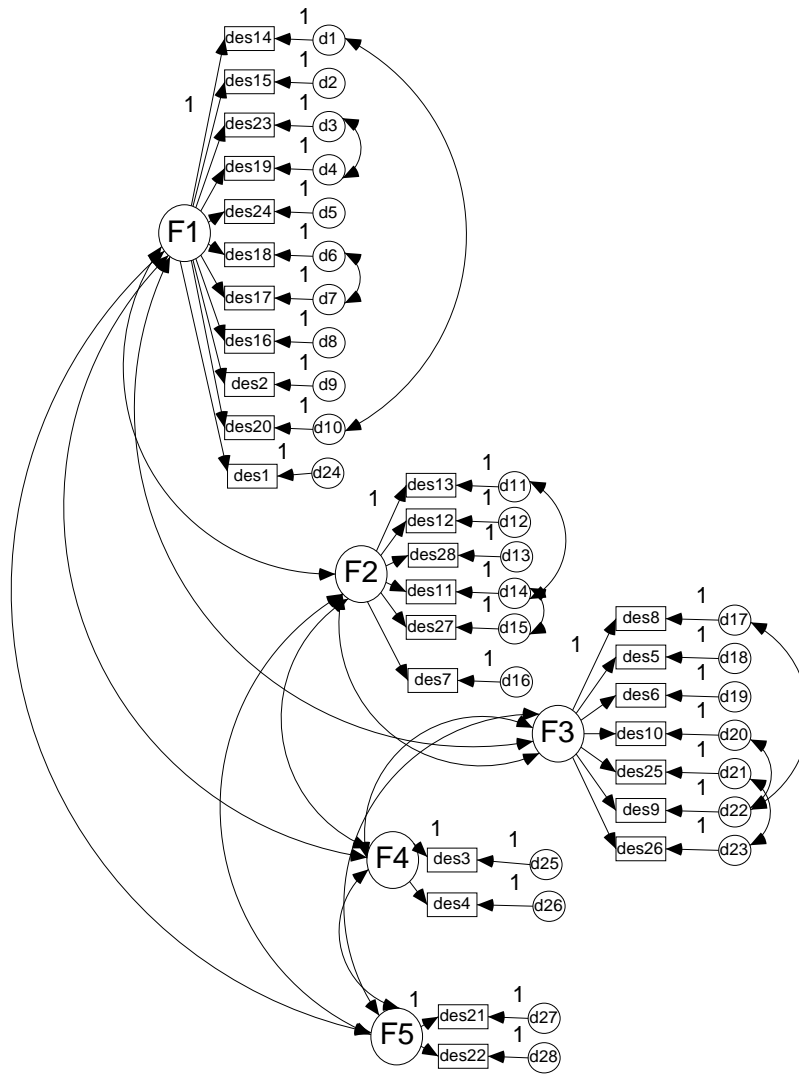 1
des14 d1
1
des15 d2
1
1
des23 d3
1
des19 d4
1
des24 d5
F1
1
des18 d6
1
des17 d7
1
des16 d8
1
des2 d9
1
des20 d10
1
des1 d24
1
des13 d11
1
1
des12 d12
1
des28 d13
F2
1
des11 d14
1
des27 d15
1
des7 d16
1
des8 d17
1
1
des5 d18
1
des6 d19
F3
1
des10 d20
1
des25 d21
1
des9 d22
1
des26 d23
1
1
F4
des3 d25
1
des4 d26
1
1
des21 d27
F5
1
des22 d28